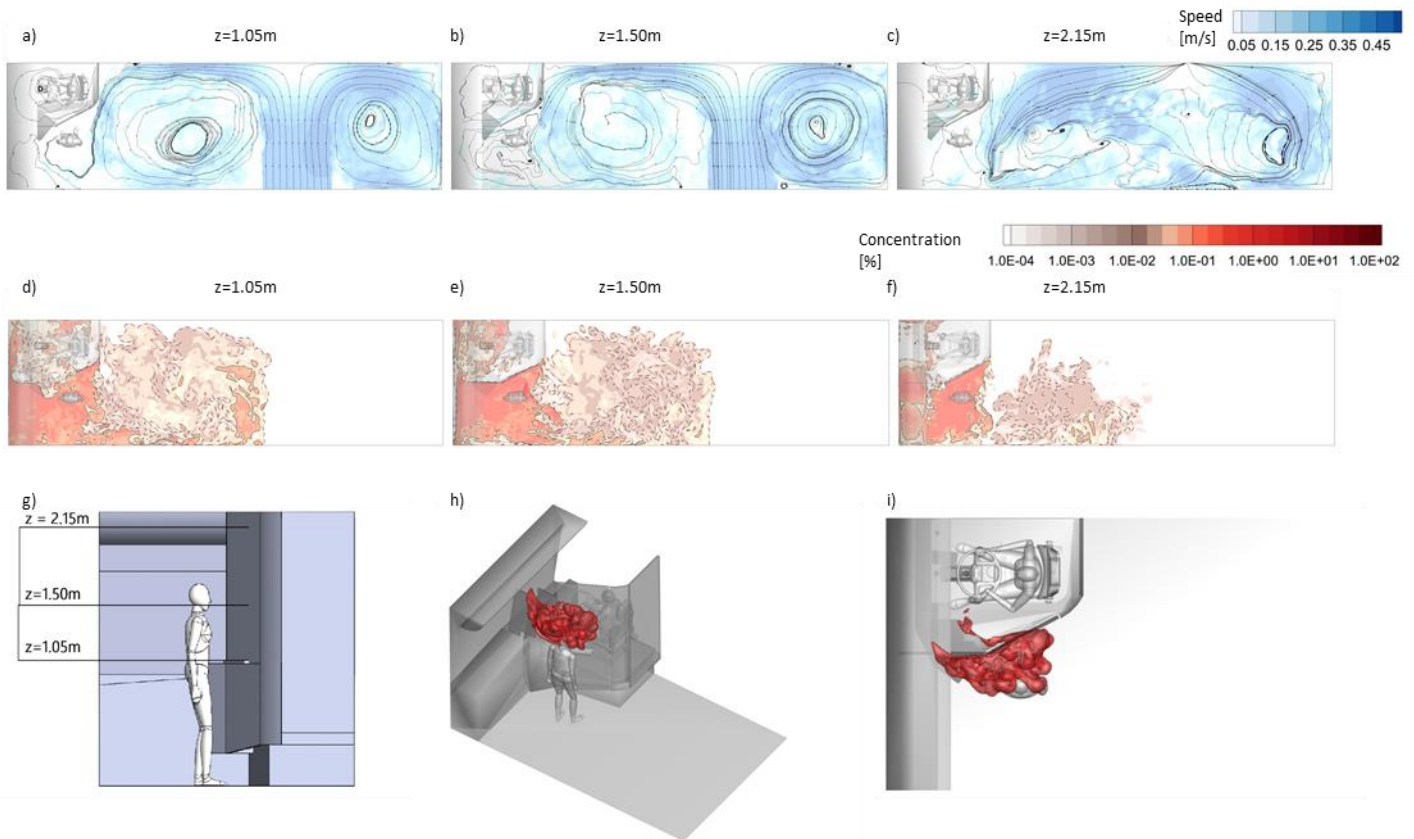 a)
z=1.05m
b)
z=1.50m
c)
z=2.15m
Speed
[m/s]
0.05 0.15 0.25 0.35 0.45
Concentration
[%]
1.0E-04 1.0E-03 1.0E-02 1.0E-01 1.0E+00 1.0E+01 1.0E+02
d)
z=1.05m
e)
z=1.50m
f)
z=2.15m
g)
z = 2.15m
z=1.50m
z=1.05m
h)
i)